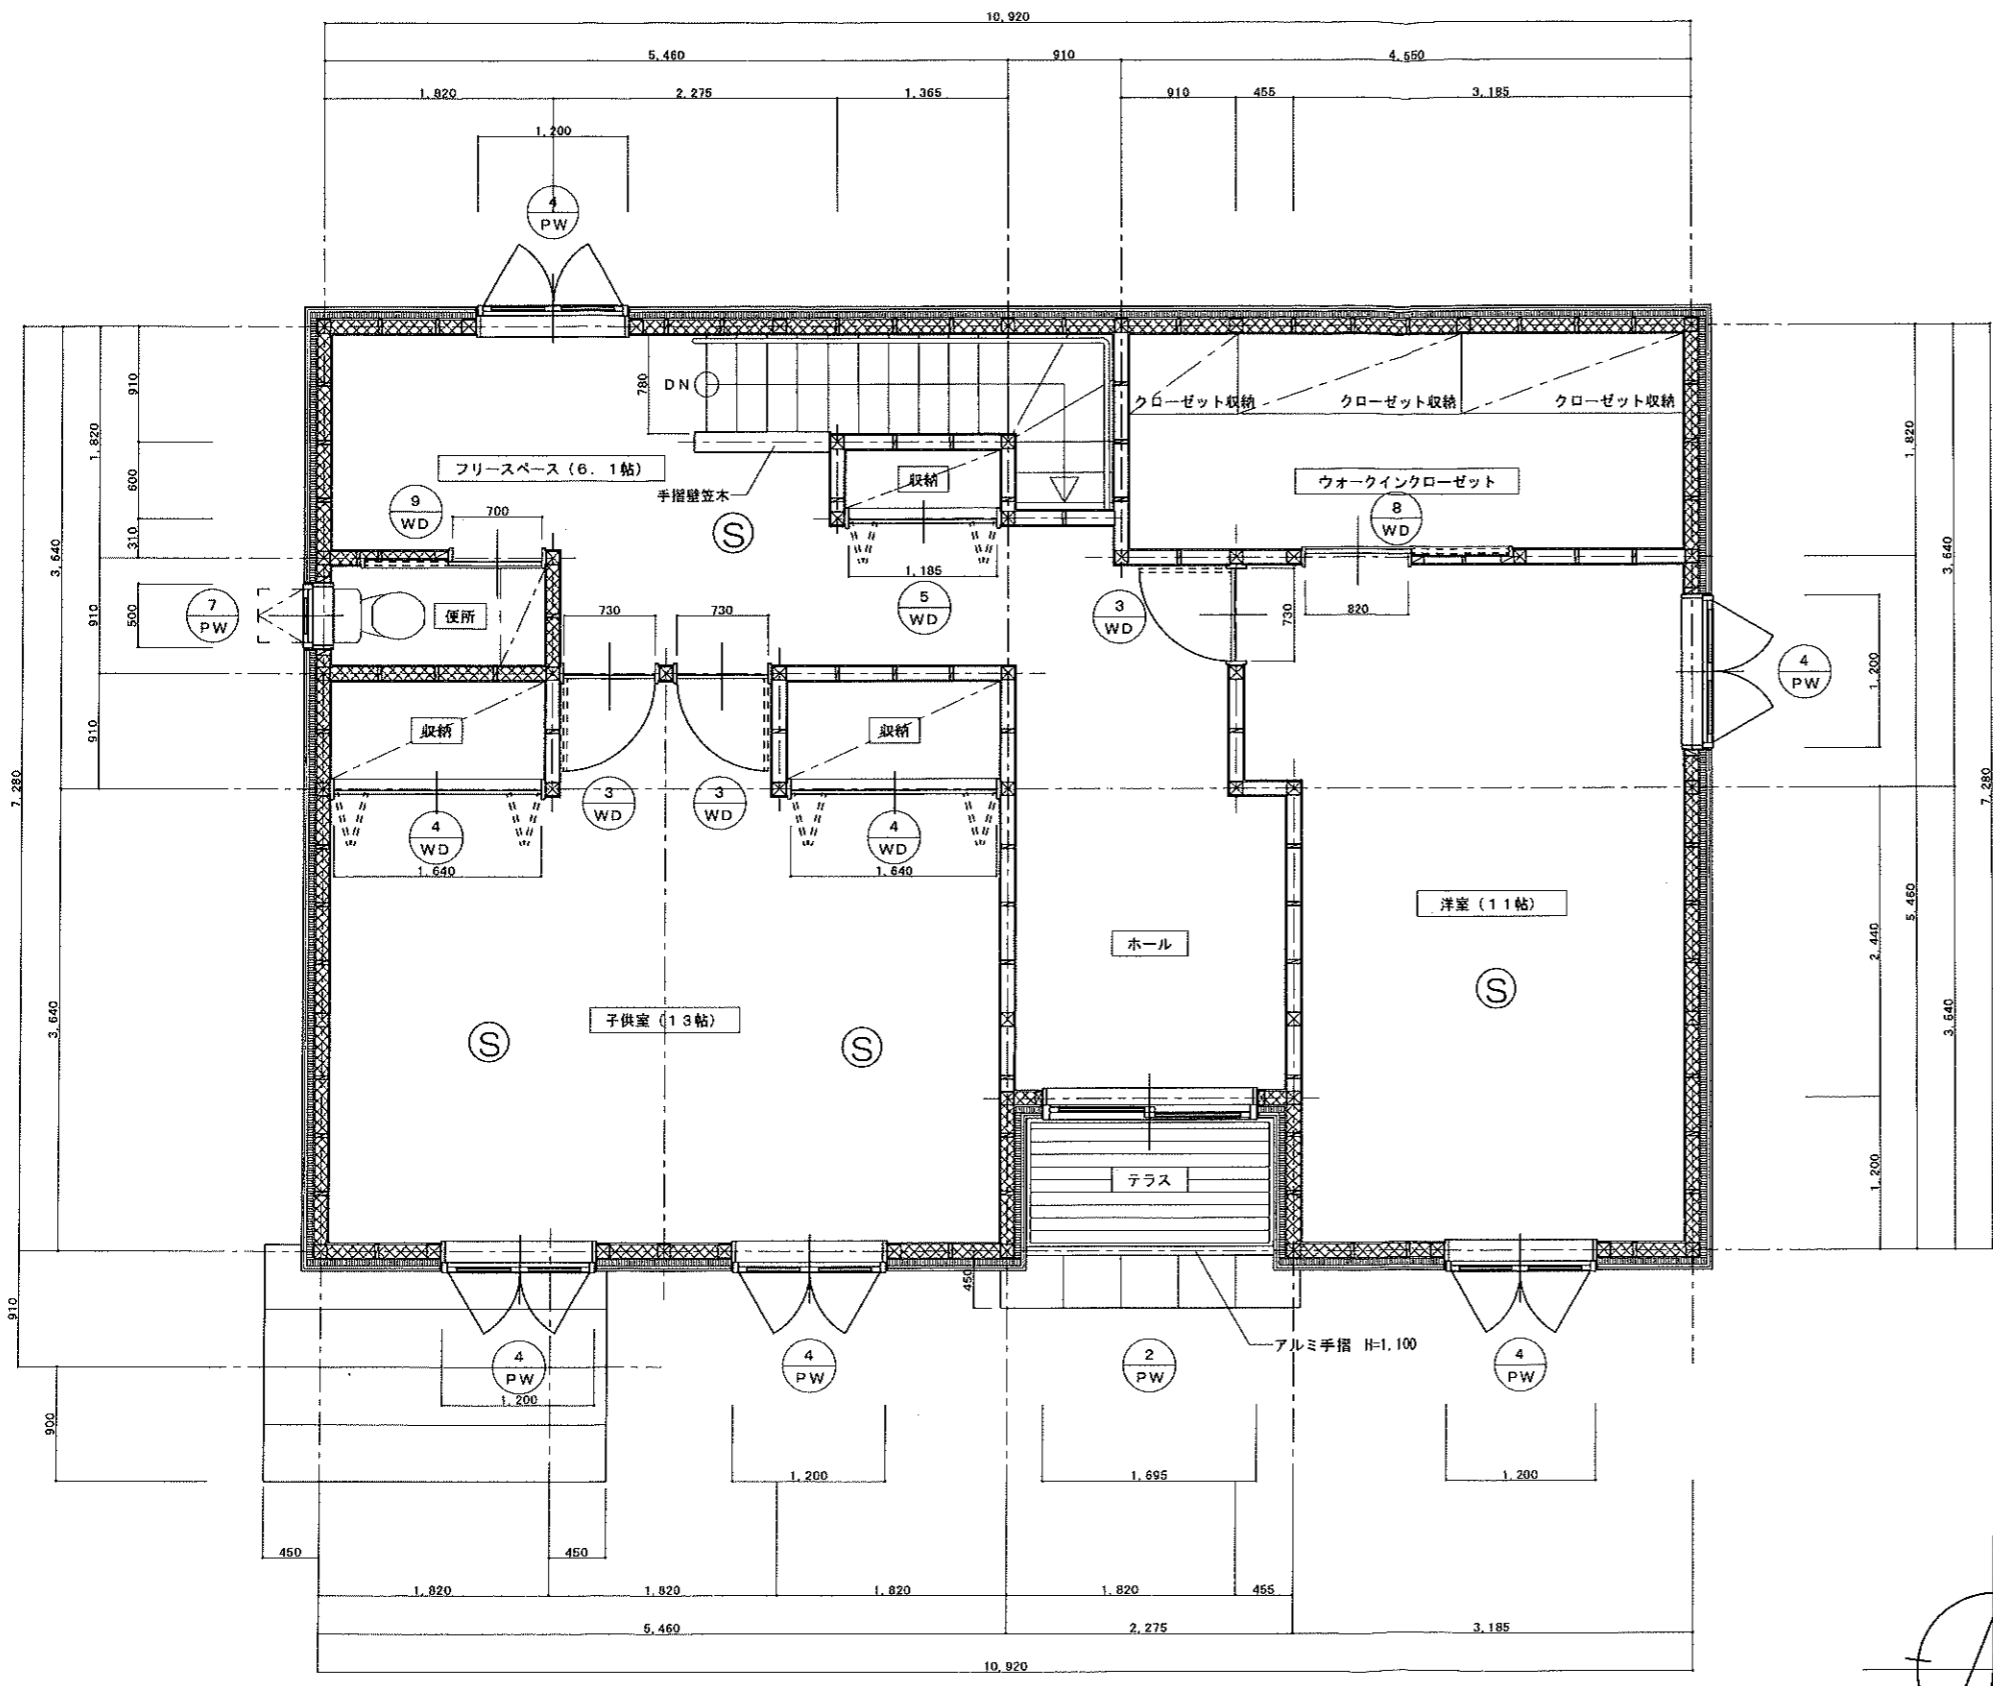 10,920
5,460
910
4,550
1,820
2,275
1,365
910
455
3,185
1,200
4
PW
910
1,820
600
310
3,640
500
910
910
7,280
3,640
910
900
780
DN
クローゼット収納
クローゼット収納
クローゼット収納
フリースペース(6.1帖)
手摺壁笠木
収納
ウォークインクローゼット
9
WD
700
S
8
WD
7
PW
便所
730
730
1,185
5
WD
3
WD
730
820
4
PW
1,200
1,820
3,640
7,280
5,460
2,440
3,640
1,200
収納
収納
4
WD
3
WD
3
WD
4
WD
1,640
1,640
洋室(11帖)
ホール
S
子供室(13帖)
S
S
テラス
450
アルミ手摺 H=1,100
4
PW
4
PW
2
PW
4
PW
1,200
1,200
1,695
1,200
450
450
1,820
1,820
1,820
1,820
455
5,460
2,275
3,185
10,920